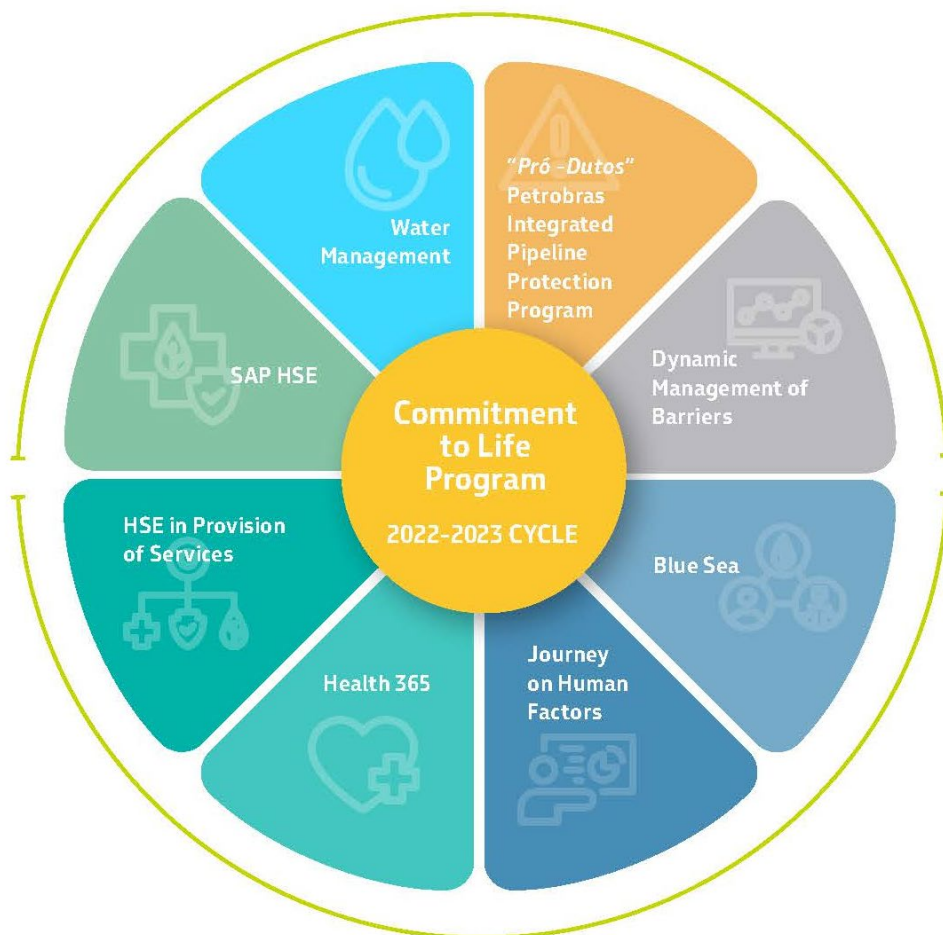 "Pró -Dutos"
Petrobras
Integrated
Pipeline
Protection
Program
Dynamic
Management of
Barriers
Blue Sea
Journey
on Human
Factors
Health 365
HSE in Provision
of Services
SAP HSE
Water
Management
Commitment
to Life
Program
2022-2023 CYCLE